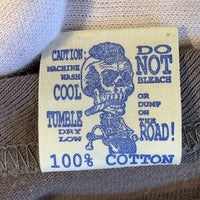 CAUTION
MACHINE
WASH
COOL
TUMBLE
DRY
LOW
DO
NOT
BLEACH
OR
DUMP
ON
THE
ROAD!
100% COTTON